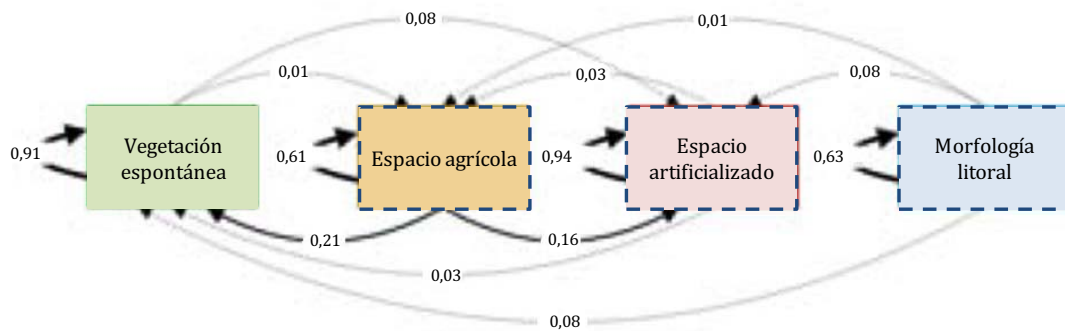 0,08
0,01
0,01
0,03
0,08
0,91
Vegetación
espontánea
0,61
Espacio agrícola
0,94
Espacio
artificializado
0,63
Morfología
litoral
0,21
0,16
0,03
0,08